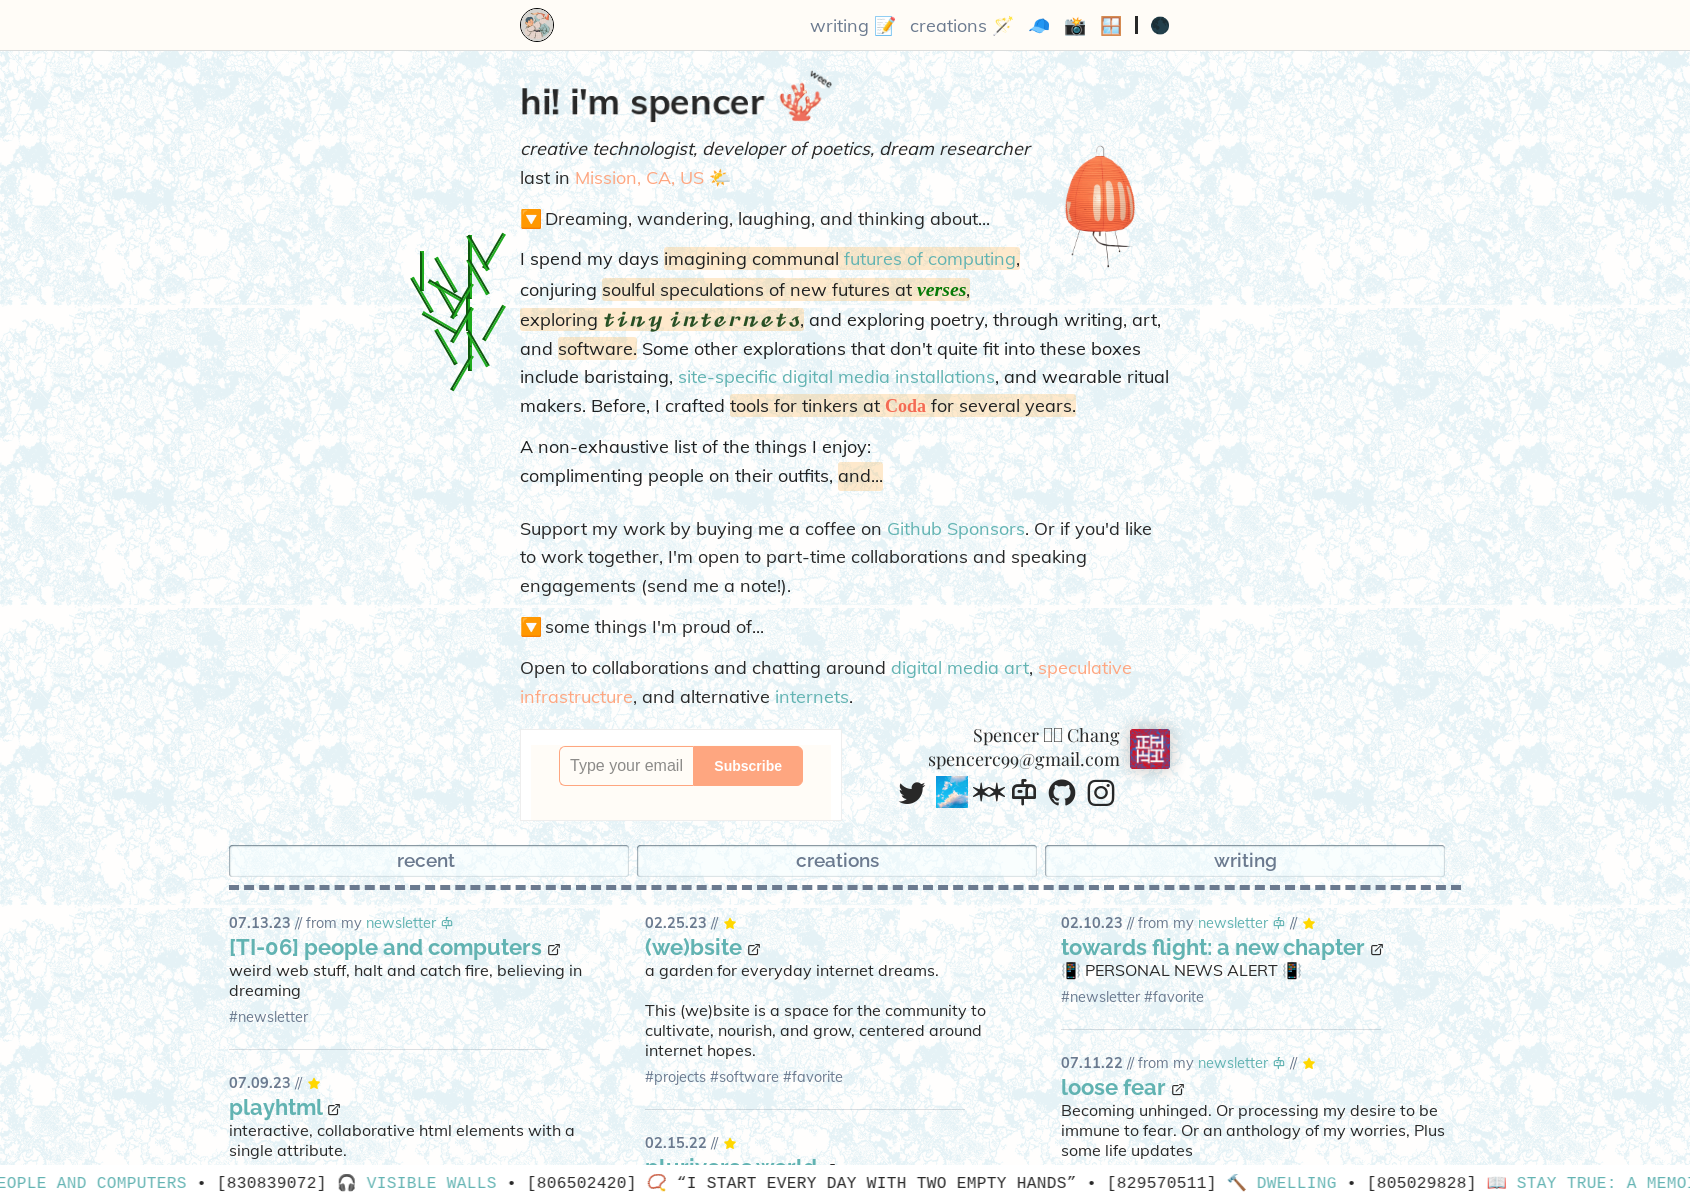 writing 📝 creations 🪄 🧢 📸 🪟 | 🌑
hi! i'm spencer
weee
creative technologist, developer of poetics, dream researcher
last in Mission, CA, US 🌤️
🔽 Dreaming, wandering, laughing, and thinking about...
I spend my days imagining communal futures of computing,
conjuring soulful speculations of new futures at verses,
exploring tiny internets, and exploring poetry, through writing, art,
and software. Some other explorations that don't quite fit into these boxes
include baristaing, site-specific digital media installations, and wearable ritual
makers. Before, I crafted tools for tinkers at Coda for several years.
A non-exhaustive list of the things I enjoy:
complimenting people on their outfits, and...
Support my work by buying me a coffee on Github Sponsors. Or if you'd like
to work together, I'm open to part-time collaborations and speaking
engagements (send me a note!).
🔽 some things I'm proud of...
Open to collaborations and chatting around digital media art, speculative
infrastructure, and alternative internets.
Type your email Subscribe
Spencer Chang
spencerc99@gmail.com
recent creations writing
07.13.23 // from my newsletter
[TI-06] people and computers
weird web stuff, halt and catch fire, believing in
dreaming
#newsletter
07.09.23 // ⭐
playhtml
interactive, collaborative html elements with a
single attribute.
02.25.23 // ⭐
(we)bsite
a garden for everyday internet dreams.
This (we)bsite is a space for the community to
cultivate, nourish, and grow, centered around
internet hopes.
#projects #software #favorite
02.15.22 // ⭐
pluriverse.world
02.10.23 // from my newsletter // ⭐
towards flight: a new chapter
📳 PERSONAL NEWS ALERT 📳
#newsletter #favorite
07.11.22 // from my newsletter // ⭐
loose fear
Becoming unhinged. Or processing my desire to be
immune to fear. Or an anthology of my worries, Plus
some life updates
EOPLE AND COMPUTERS • [830839072] 🎧 VISIBLE WALLS • [806502420] 📿 “I START EVERY DAY WITH TWO EMPTY HANDS” • [829570511] 🔨 DWELLING • [805029828] 📖 STAY TRUE: A MEMOI